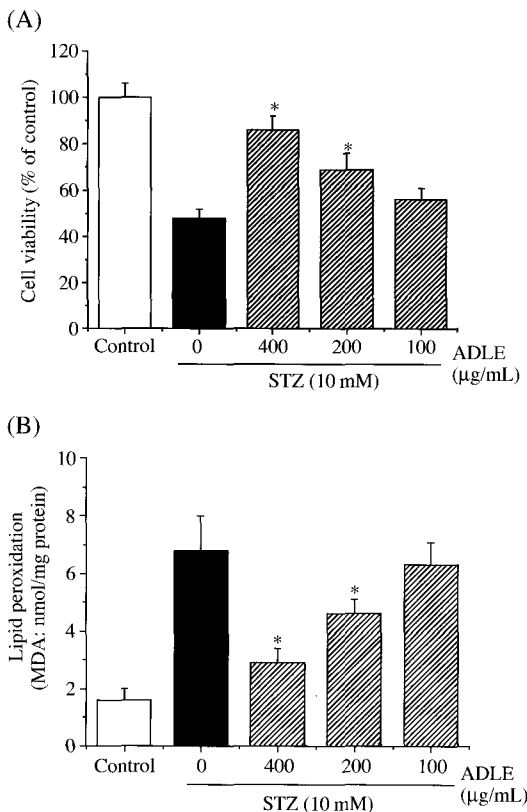 (A)
Cell viability (% of control)
120
100
80
60
40
20
0
* *
Control 0 400 200 100 ADLE
STZ (10 mM) (μg/mL)
(B)
Lipid peroxidation
(MDA: nmol/mg protein)
10
8
6
4
2
0
* *
Control 0 400 200 100 ADLE
STZ (10 mM) (μg/mL)